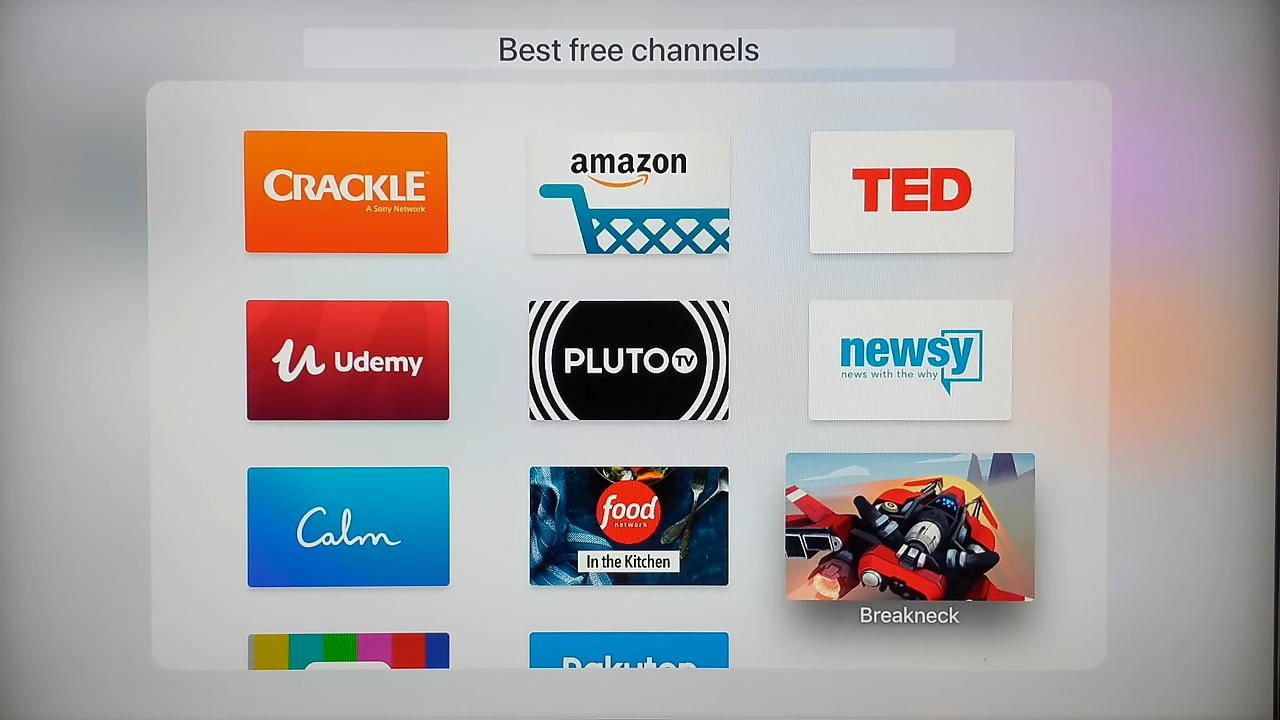 Best free channels
CRACKLE
A Sony Network
amazon
TED
Udemy
PLUTO TV
newsy
news with the why
Calm
food
network
In the Kitchen
Breakneck
Rakuten